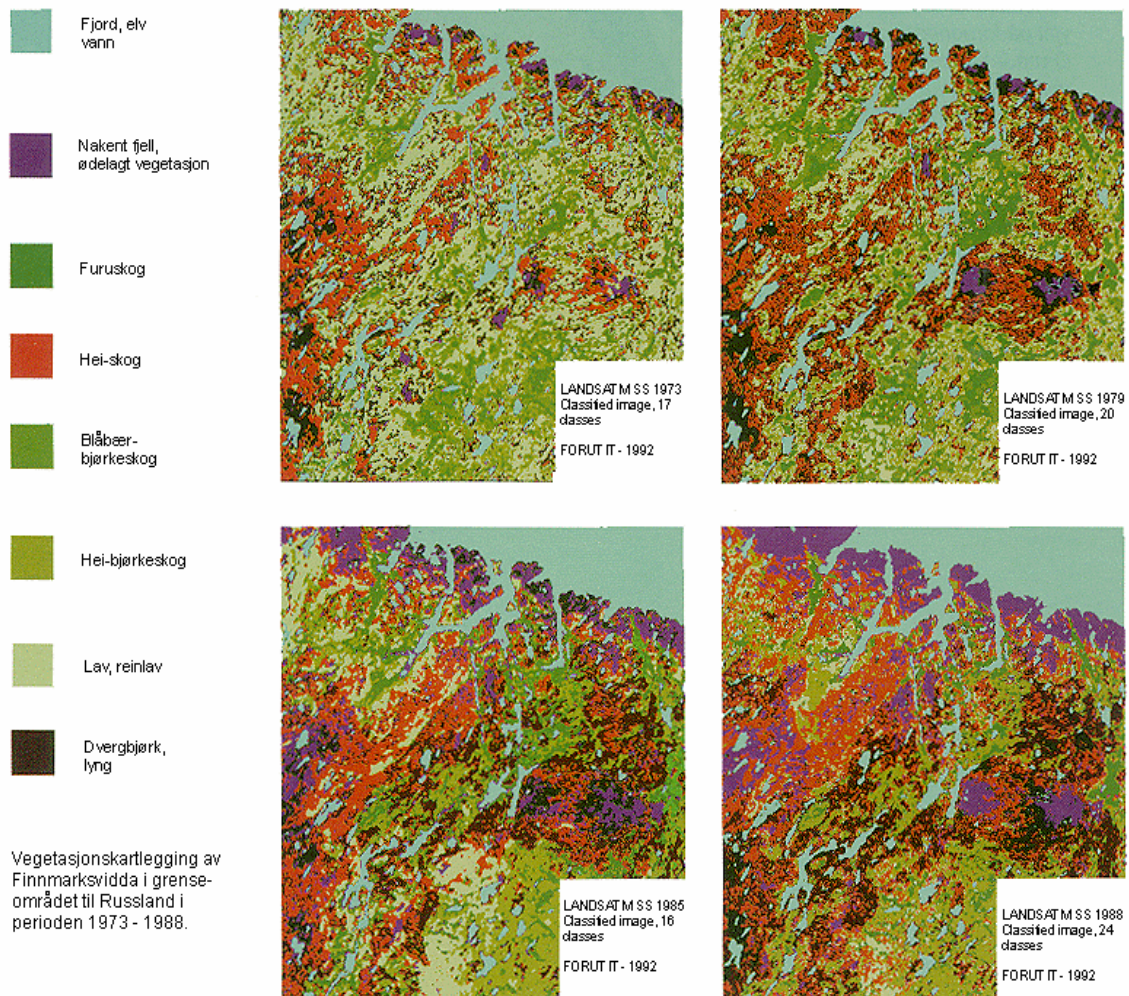 Fjord, elv
vann
Nakent fjell,
ødelagt vegetasjon
Furuskog
Hei-skog
Blåbær-
bjørkeskog
Hei-bjørkeskog
Lav, reinlav
Dvergbjørk,
lyng
Vegetasjonskartlegging av
Finnmarksvidda i grense-
området til Russland i
perioden 1973 - 1988.
LANDSAT MSS 1973
Classified image, 17
classes
FORUT IT - 1992
LANDSAT MSS 1979
Classified image, 20
classes
FORUT IT - 1992
LANDSAT MSS 1985
Classified image, 16
classes
FORUT IT - 1992
LANDSAT MSS 1988
Classified image, 24
classes
FORUT IT - 1992